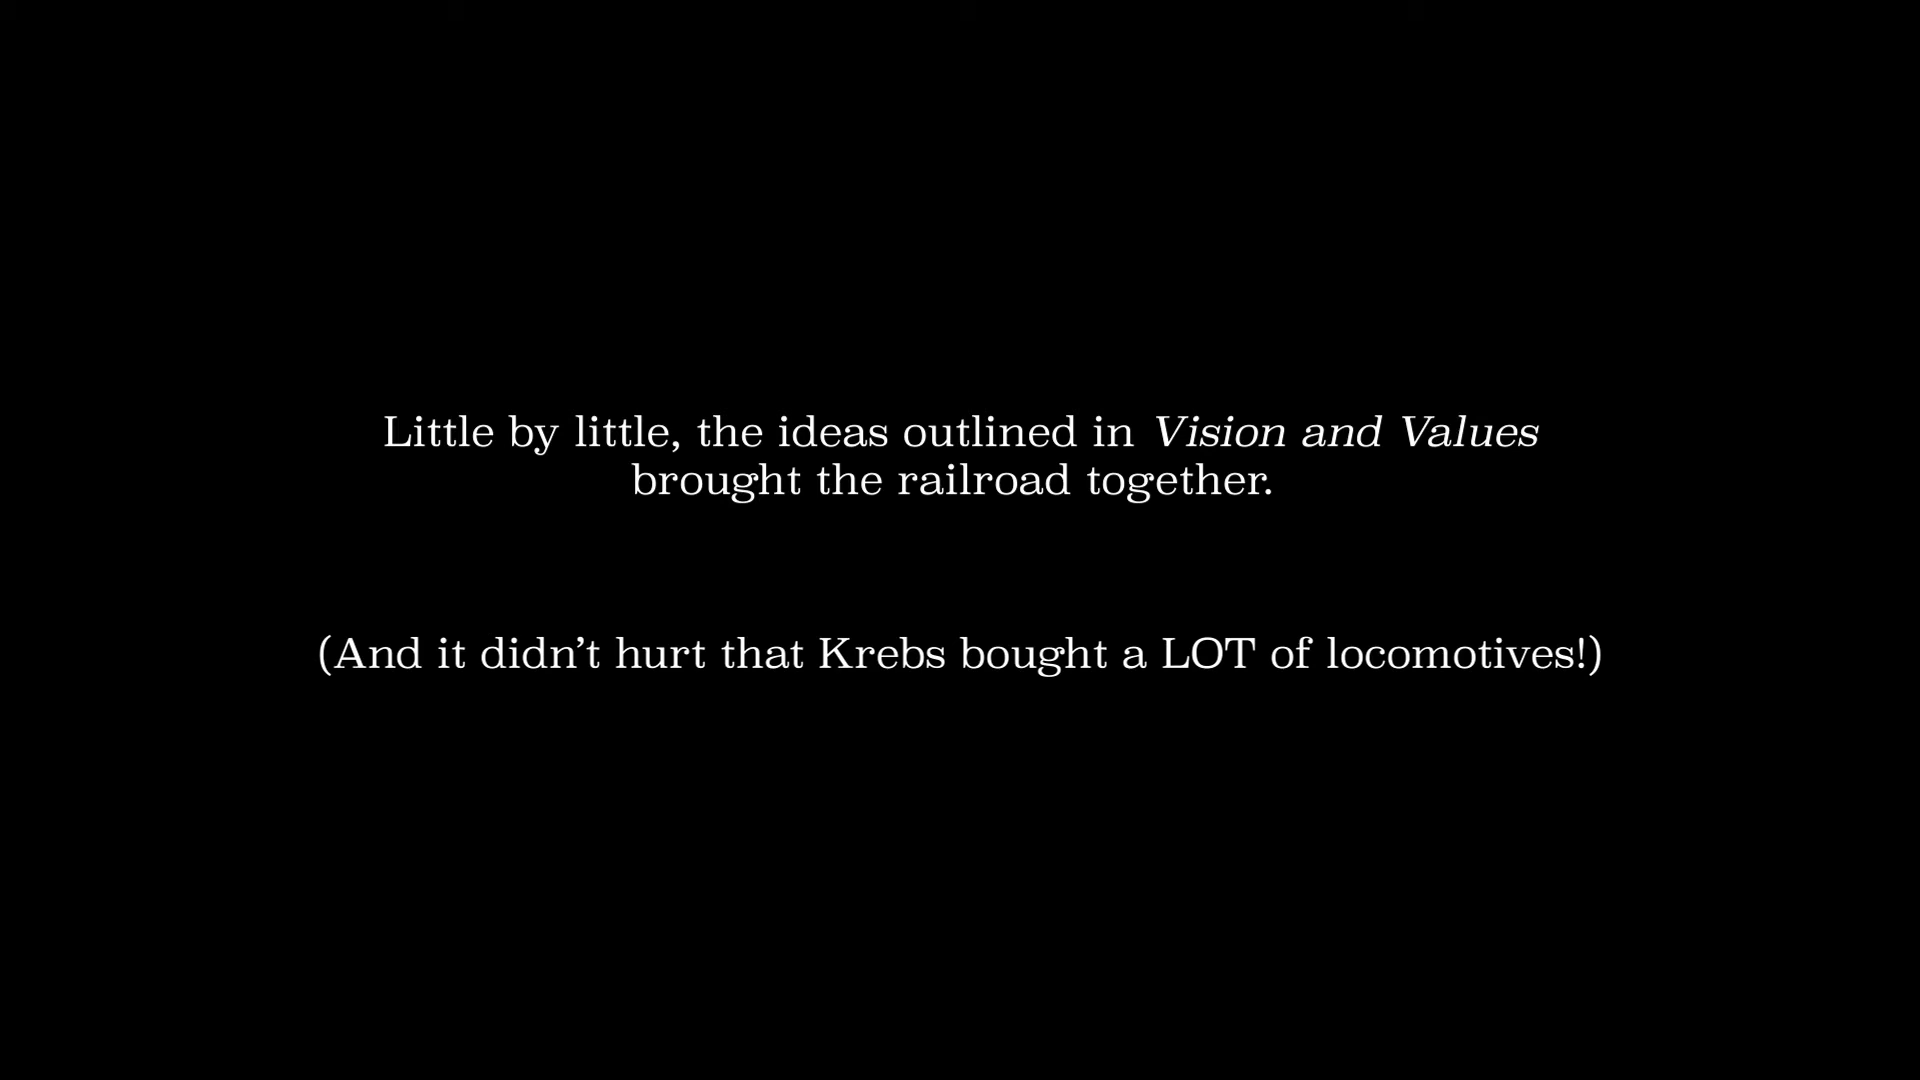 Little by little, the ideas outlined in Vision and Values
brought the railroad together.
(And it didn’t hurt that Krebs bought a LOT of locomotives!)